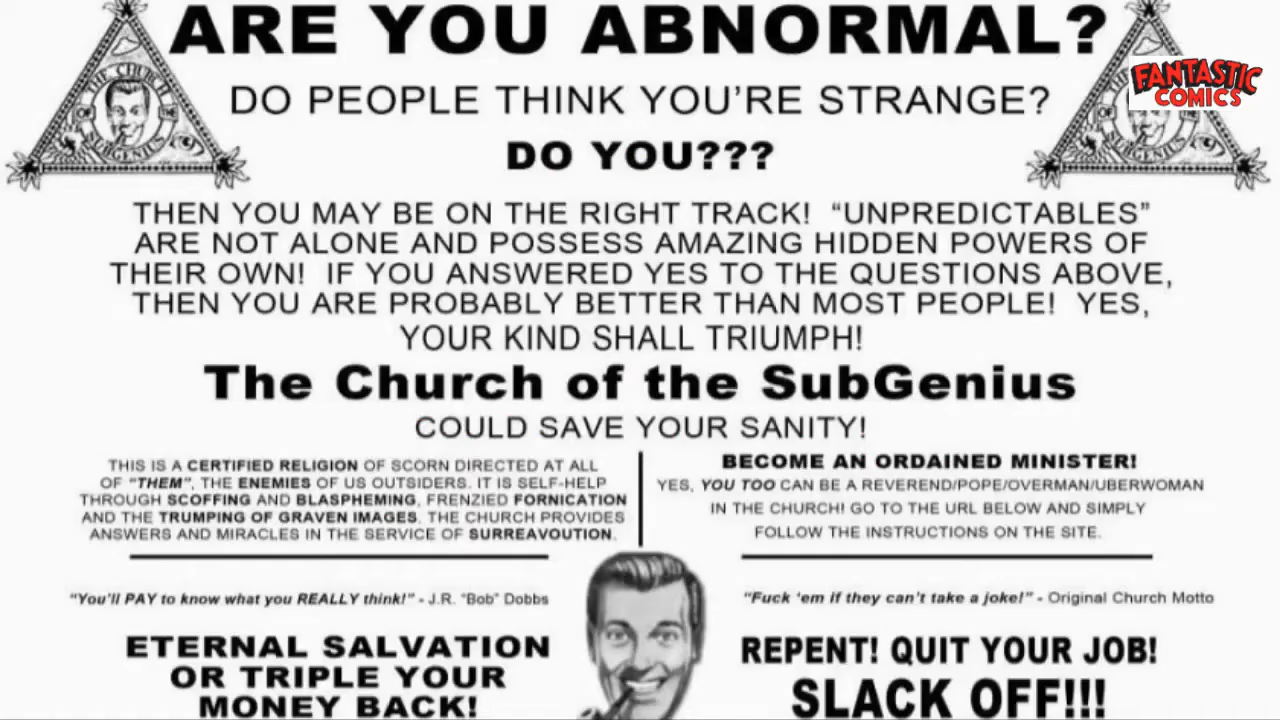 ARE YOU ABNORMAL?
DO PEOPLE THINK YOU'RE STRANGE?
DO YOU???
THE CHURCH
SUBGENIUS
FANTASTIC
COMICS
SUBGENIUS
THEN YOU MAY BE ON THE RIGHT TRACK! “UNPREDICTABLES”
ARE NOT ALONE AND POSSESS AMAZING HIDDEN POWERS OF
THEIR OWN! IF YOU ANSWERED YES TO THE QUESTIONS ABOVE,
THEN YOU ARE PROBABLY BETTER THAN MOST PEOPLE! YES,
YOUR KIND SHALL TRIUMPH!
The Church of the SubGenius
COULD SAVE YOUR SANITY!
THIS IS A CERTIFIED RELIGION OF SCORN DIRECTED AT ALL
OF “THEM”, THE ENEMIES OF US OUTSIDERS. IT IS SELF-HELP
THROUGH SCOFFING AND BLASPHEMING, FRENZIED FORNICATION
AND THE TRUMPING OF GRAVEN IMAGES. THE CHURCH PROVIDES
ANSWERS AND MIRACLES IN THE SERVICE OF SURREAVOUTION.
BECOME AN ORDAINED MINISTER!
YES, YOU TOO CAN BE A REVEREND/POPE/OVERMAN/UBERWOMAN
IN THE CHURCH! GO TO THE URL BELOW AND SIMPLY
FOLLOW THE INSTRUCTIONS ON THE SITE.
“You'll PAY to know what you REALLY think!” - J.R. “Bob” Dobbs
“Fuck ‘em if they can't take a joke!” - Original Church Motto
ETERNAL SALVATION
OR TRIPLE YOUR
MONEY BACK!
REPENT! QUIT YOUR JOB!
SLACK OFF!!!